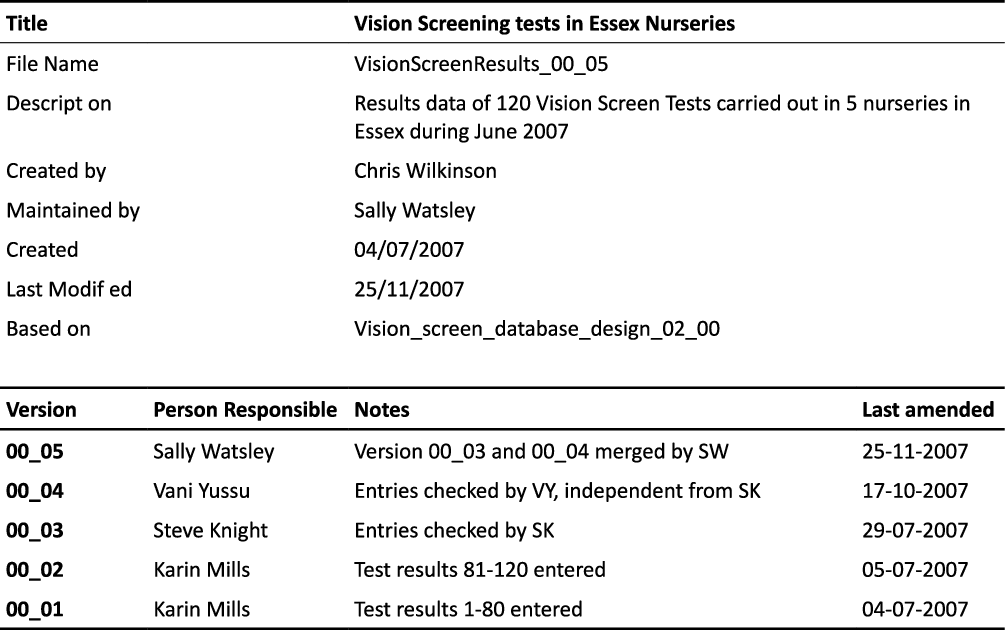 Title Vision Screening tests in Essex Nurseries
File Name VisionScreenResults_00_05
Descript on Results data of 120 Vision Screen Tests carried out in 5 nurseries in
Essex during June 2007
Created by Chris Wilkinson
Maintained by Sally Watsley
Created 04/07/2007
Last Modif ed 25/11/2007
Based on Vision_screen_database_design_02_00
Version Person Responsible Notes Last amended
00_05 Sally Watsley Version 00_03 and 00_04 merged by SW 25-11-2007
00_04 Vani Yussu Entries checked by VY, independent from SK 17-10-2007
00_03 Steve Knight Entries checked by SK 29-07-2007
00_02 Karin Mills Test results 81-120 entered 05-07-2007
00_01 Karin Mills Test results 1-80 entered 04-07-2007